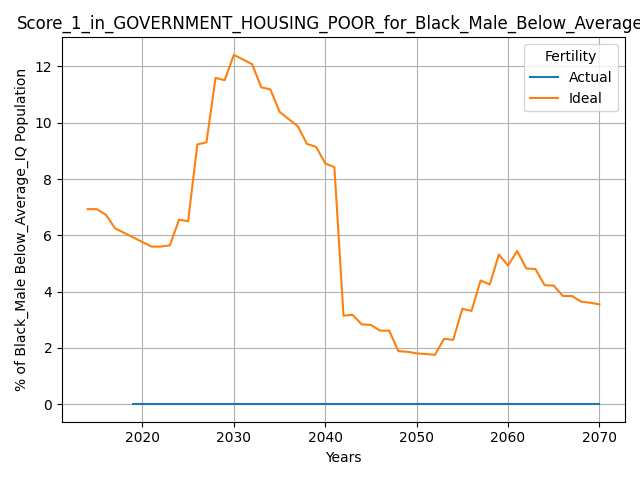 Score_1_in_GOVERNMENT_HOUSING_POOR_for_Black_Male_Below_Average
Fertility
Actual
Ideal
% of Black_Male Below_Average_IQ Population
12
10
8
6
4
2
0
2020 2030 2040 2050 2060 2070
Years